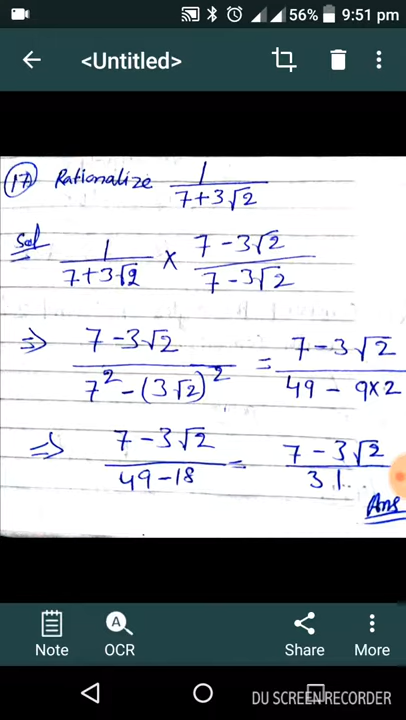 56% 9:51 pm
<Untitled>
17) Rationalize 1/(7+3√2)
Sol 1/(7+3√2) × (7-3√2)/(7-3√2)
⇒ (7-3√2)/(7²-(3√2)²) = (7-3√2)/(49-9×2)
⇒ (7-3√2)/(49-18) = (7-3√2)/31
Ans
Note OCR Share More
DU SCREEN RECORDER